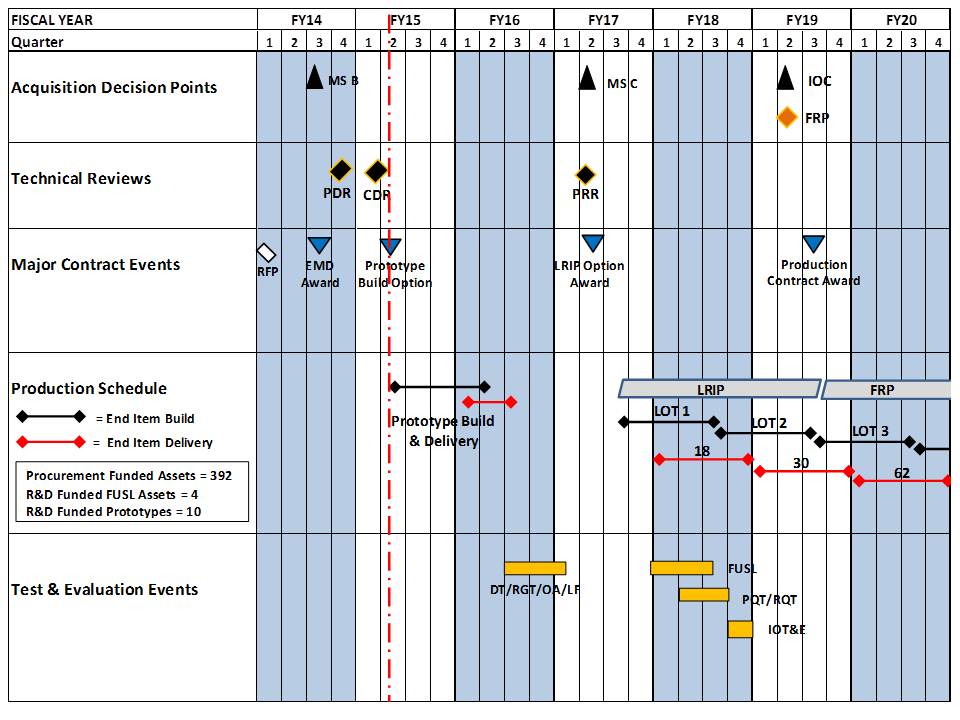 FISCAL YEAR FY14 FY15 FY16 FY17 FY18 FY19 FY20
Quarter 1 2 3 4 1 2 3 4 1 2 3 4 1 2 3 4 1 2 3 4 1 2 3 4 1 2 3 4
Acquisition Decision Points
MS B
MS C
IOC
FRP
Technical Reviews
PDR
CDR
PRR
Major Contract Events
RFP
EMD
Award
Prototype
Build Option
LRIP Option
Award
Production
Contract Award
Production Schedule
= End Item Build
= End Item Delivery
Procurement Funded Assets = 392
R&D Funded FUSL Assets = 4
R&D Funded Prototypes = 10
Prototype Build
& Delivery
LRIP
FRP
LOT 1
LOT 2
LOT 3
18
30
62
Test & Evaluation Events
DT/RGT/OA/LF
FUSL
PQT/RQT
IOT&E